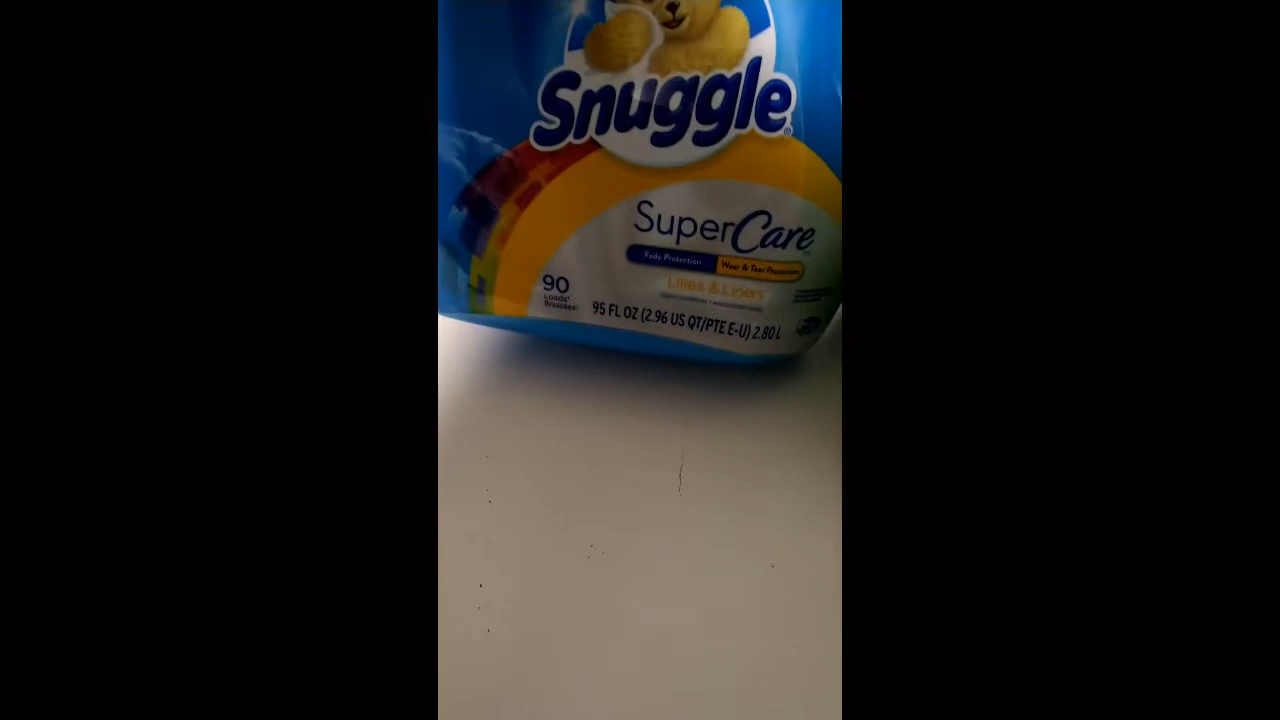 Snuggle®
SuperCare™
Fade Protection Wear & Tear Protection
Lilies & Linen
90
Loads*
Brassées*
95 FL OZ (2.96 US QT/PTE E-U) 2.80 L